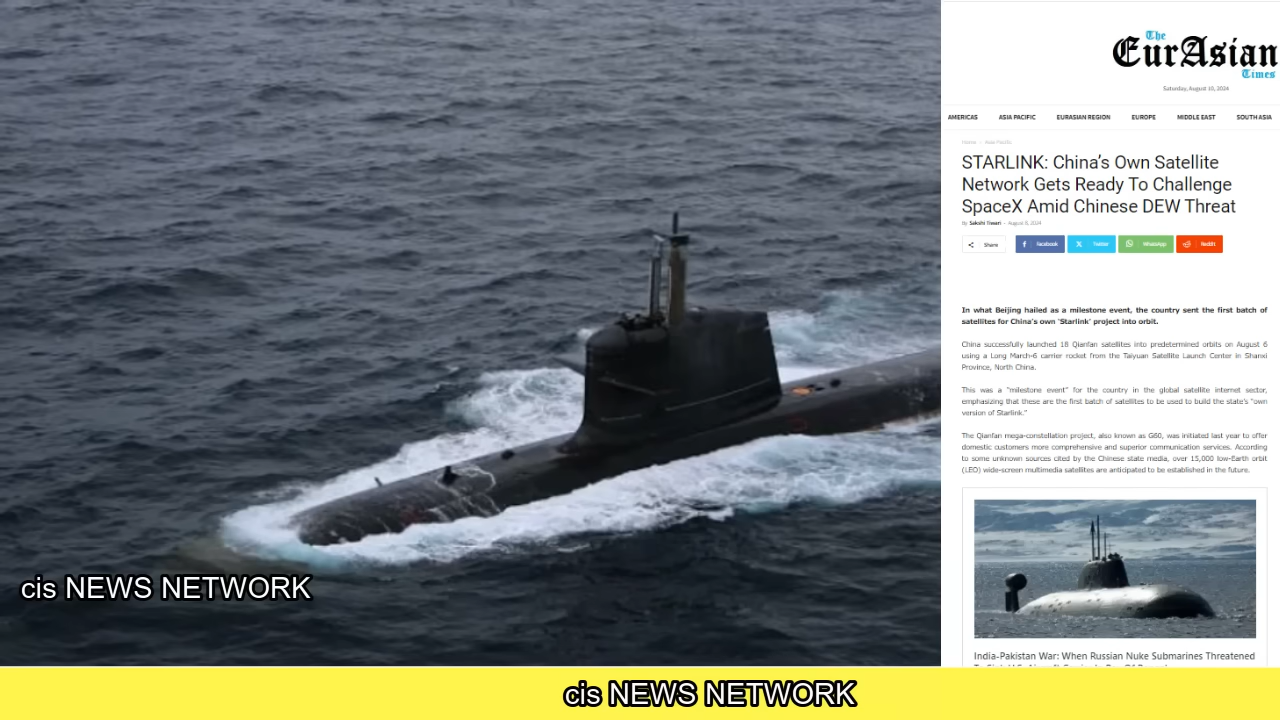 The
EurAsian
Times
Saturday, August 10, 2024
AMERICAS ASIA PACIFIC EURASIAN REGION EUROPE MIDDLE EAST SOUTH ASIA
Home Asia Pacific
STARLINK: China's Own Satellite
Network Gets Ready To Challenge
SpaceX Amid Chinese DEW Threat
By Sakshi Tiwari - August 9, 2024
Share Facebook Twitter WhatsApp ReddIt
In what Beijing hailed as a milestone event, the country sent the first batch of
satellites for China's own 'Starlink' project into orbit.
China successfully launched 18 Qianfan satellites into predetermined orbits on August 6
using a Long March-6 carrier rocket from the Taiyuan Satellite Launch Center in Shanxi
Province, North China.
This was a "milestone event" for the country in the global satellite internet sector,
emphasizing that these are the first batch of satellites to be used to build the state's "own
version of Starlink."
The Qianfan mega-constellation project, also known as G60, was initiated last year to offer
domestic customers more comprehensive and superior communication services. According
to some unknown sources cited by the Chinese state media, over 15,000 low-Earth orbit
(LEO) wide-screen multimedia satellites are anticipated to be established in the future.
India-Pakistan War: When Russian Nuke Submarines Threatened
cis NEWS NETWORK
cis NEWS NETWORK